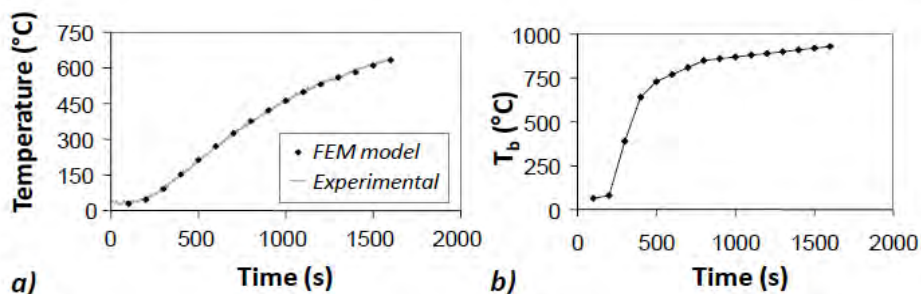 Temperature (°C)
750
600
450
300
150
0
FEM model
Experimental
0 500 1000 1500 2000
Time (s)
a)
T_b (°C)
1000
750
500
250
0
0 500 1000 1500 2000
Time (s)
b)